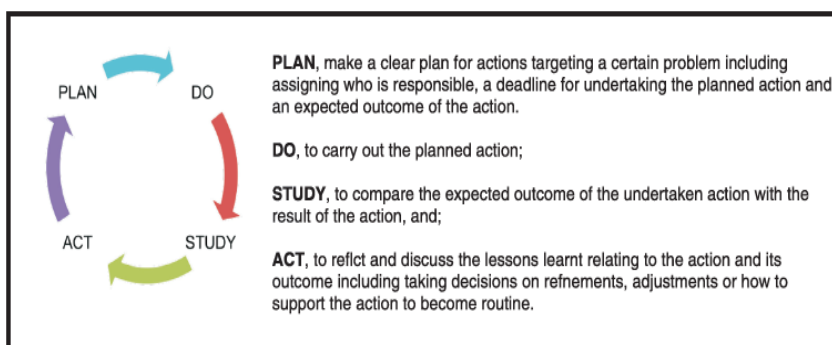 PLAN
DO
ACT
STUDY
PLAN, make a clear plan for actions targeting a certain problem including
assigning who is responsible, a deadline for undertaking the planned action and
an expected outcome of the action.
DO, to carry out the planned action;
STUDY, to compare the expected outcome of the undertaken action with the
result of the action, and;
ACT, to reflct and discuss the lessons learnt relating to the action and its
outcome including taking decisions on refnements, adjustments or how to
support the action to become routine.